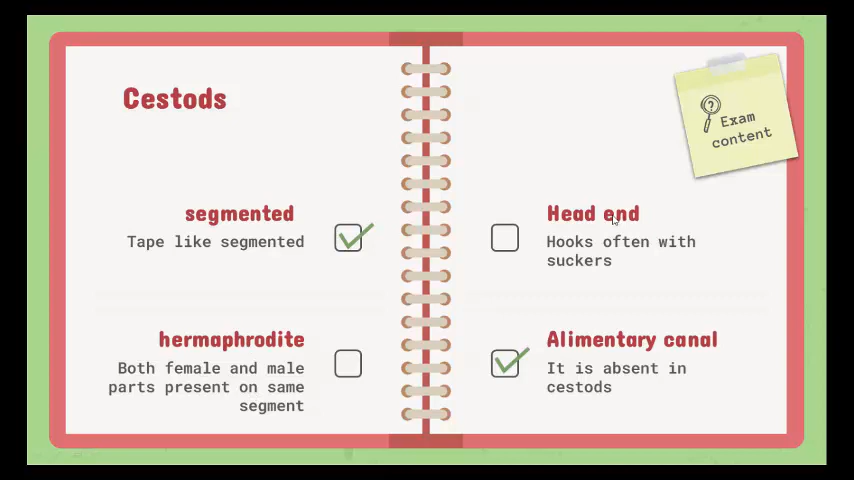 Cestods
segmented
Tape like segmented
hermaphrodite
Both female and male
parts present on same
segment
?
Exam
content
Head end
Hooks often with
suckers
Alimentary canal
It is absent in
cestods